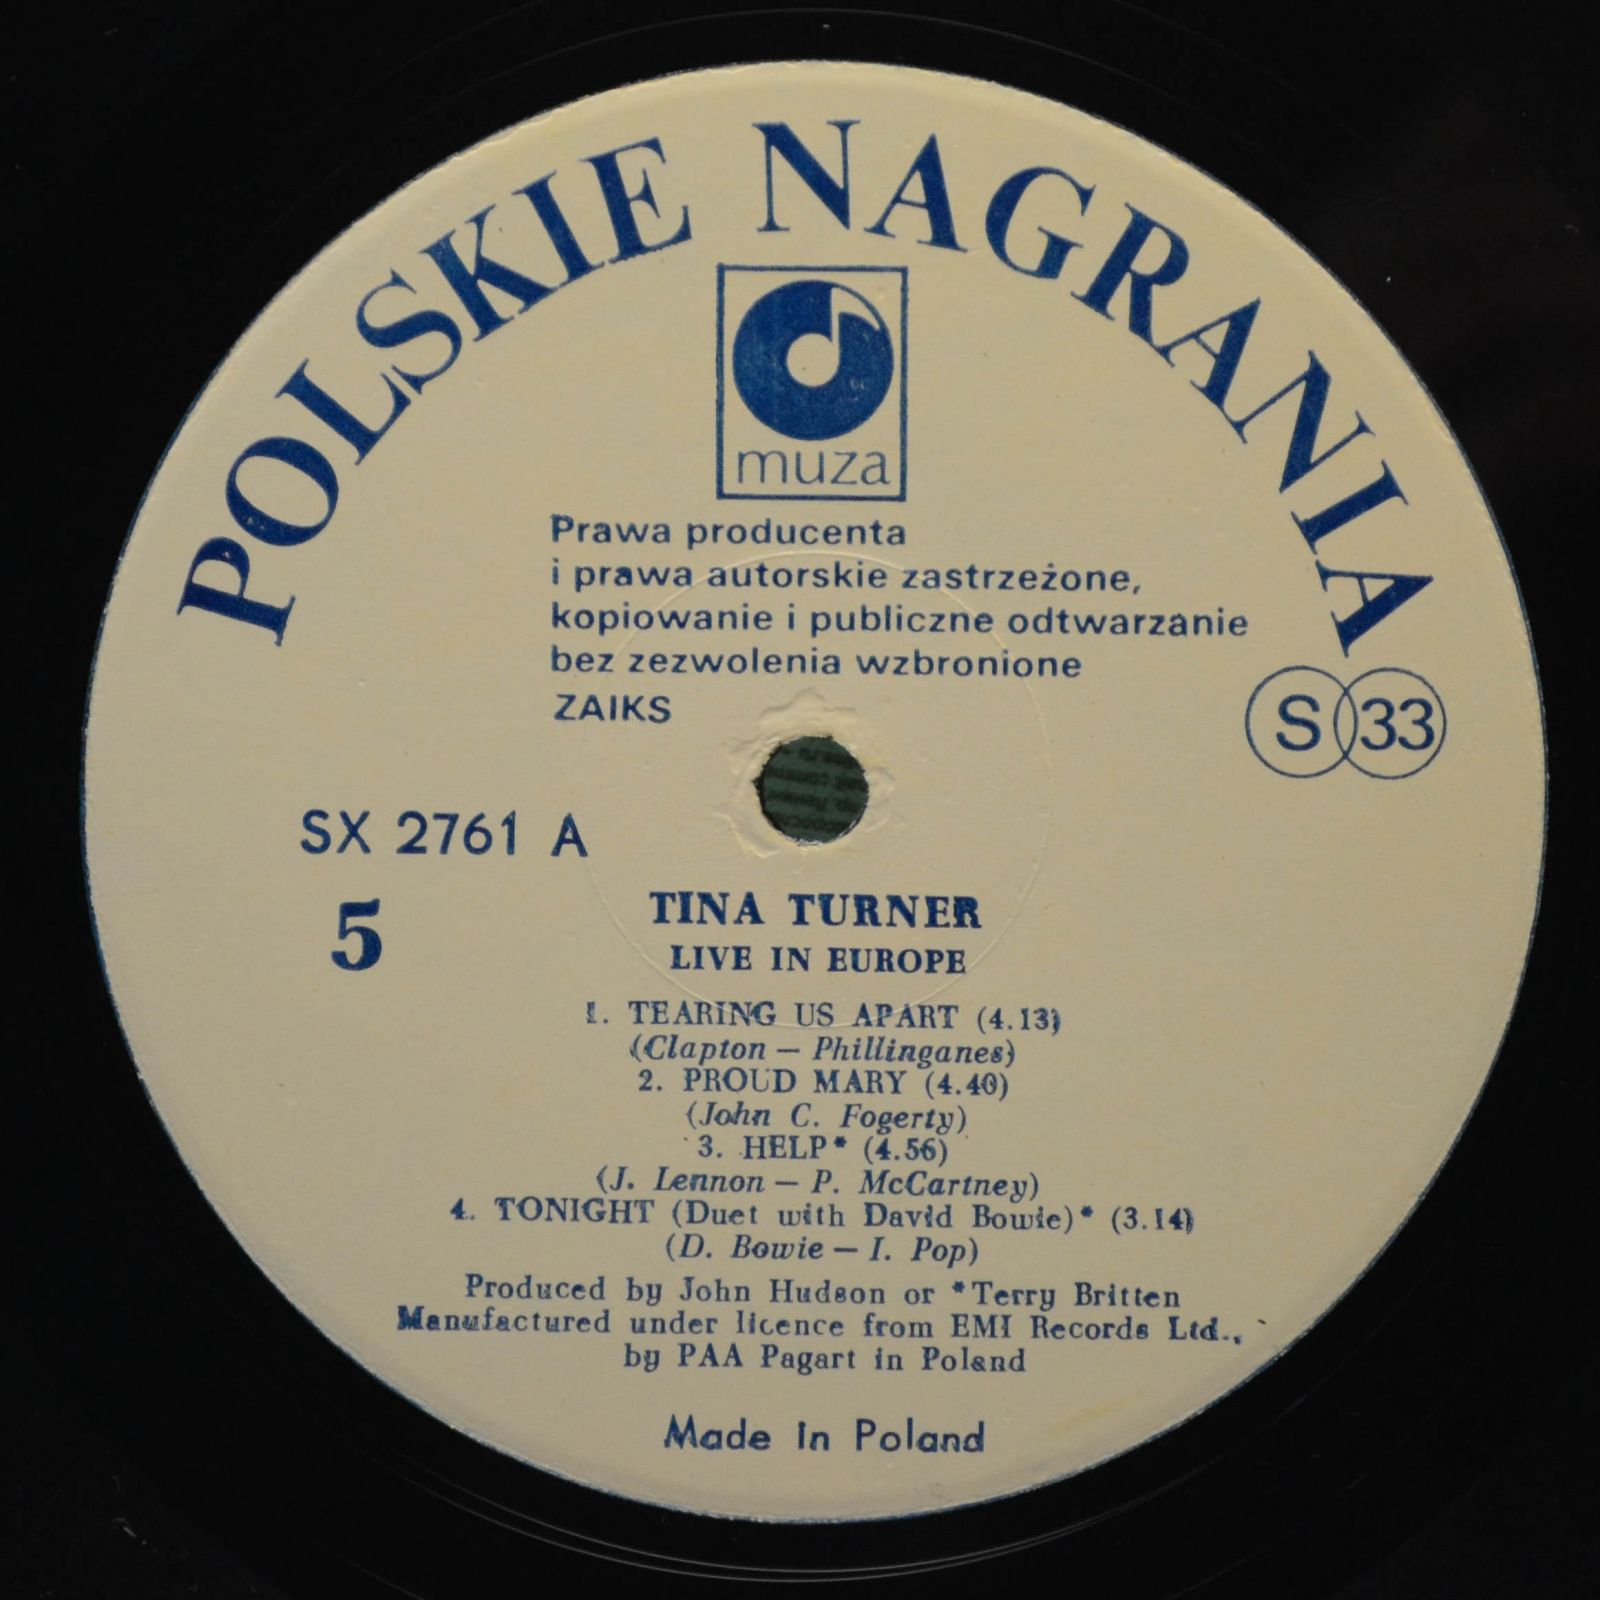 POLSKIE NAGRANIA
muza
Prawa producenta
i prawa autorskie zastrzeżone,
kopiowanie i publiczne odtwarzanie
bez zezwolenia wzbronione
ZAIKS
S 33
SX 2761 A
5
TINA TURNER
LIVE IN EUROPE
1. TEARING US APART (4.13)
(Clapton — Phillinganes)
2. PROUD MARY (4.40)
(John C. Fogerty)
3. HELP* (4.56)
(J. Lennon — P. McCartney)
4. TONIGHT (Duet with David Bowie)* (3.14)
(D. Bowie — I. Pop)
Produced by John Hudson or *Terry Britten
Manufactured under licence from EMI Records Ltd.,
by PAA Pagart in Poland
Made in Poland